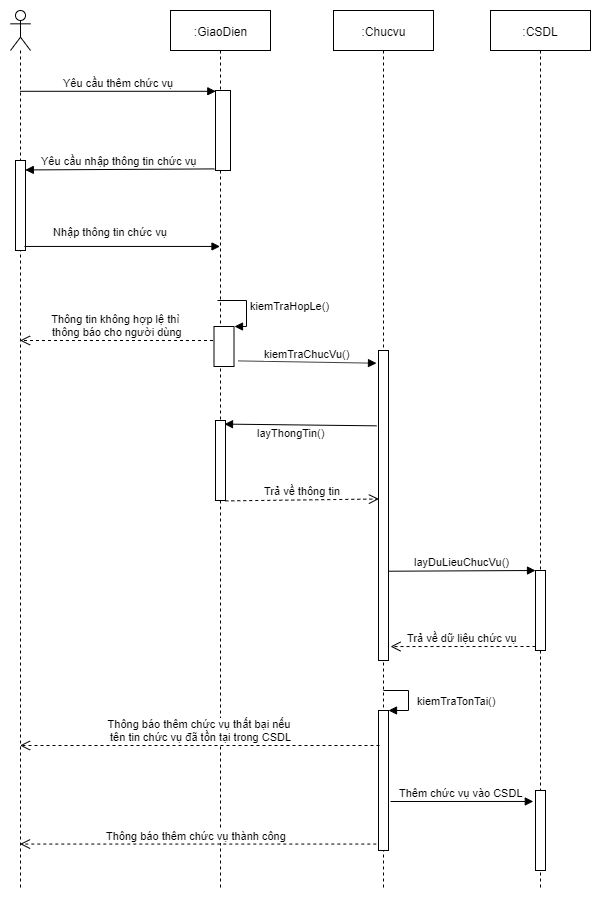 :GiaoDien
:Chucvu
:CSDL
Yêu cầu thêm chức vụ
Yêu cầu nhập thông tin chức vụ
Nhập thông tin chức vụ
kiemTraHopLe()
Thông tin không hợp lệ thì
thông báo cho người dùng
kiemTraChucVu()
layThongTin()
Trả về thông tin
layDuLieuChucVu()
Trả về dữ liệu chức vụ
kiemTraTonTai()
Thông báo thêm chức vụ thất bại nếu
tên tin chức vụ đã tồn tại trong CSDL
Thêm chức vụ vào CSDL
Thông báo thêm chức vụ thành công